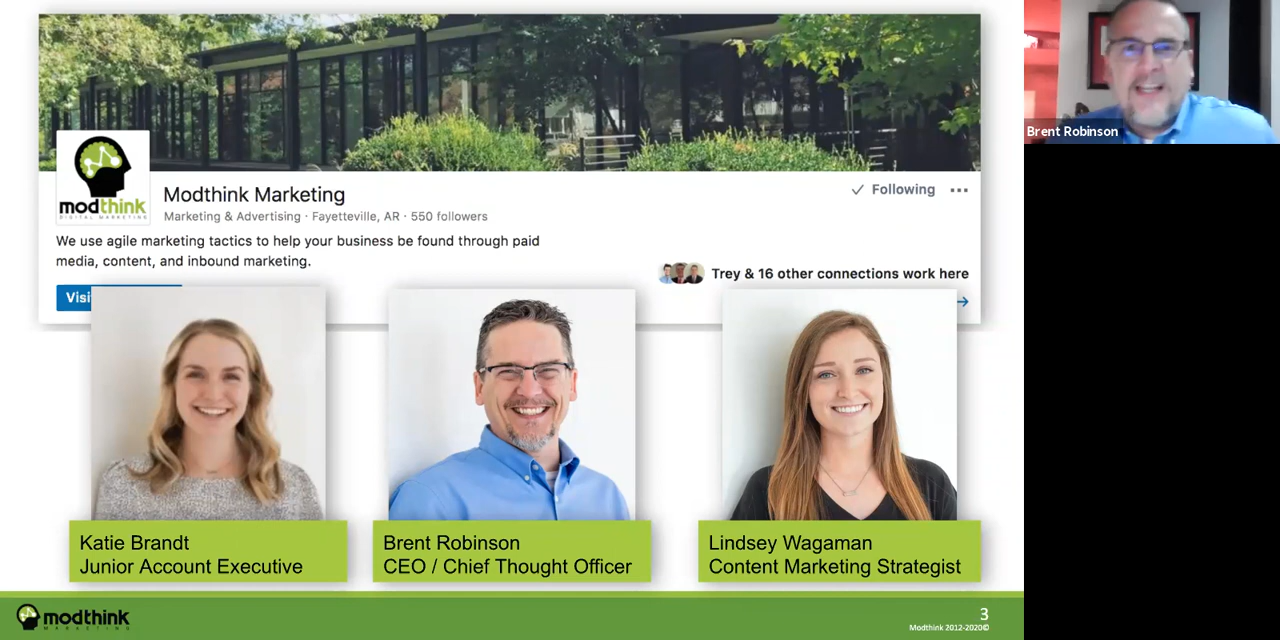 modthink
DIGITAL MARKETING
Modthink Marketing
Marketing & Advertising · Fayetteville, AR · 550 followers
Following
We use agile marketing tactics to help your business be found through paid
media, content, and inbound marketing.
Trey & 16 other connections work here
Visi
Katie Brandt
Junior Account Executive
Brent Robinson
CEO / Chief Thought Officer
Lindsey Wagaman
Content Marketing Strategist
modthink
MARKETING
3
Modthink 2012-2020©
Brent Robinson